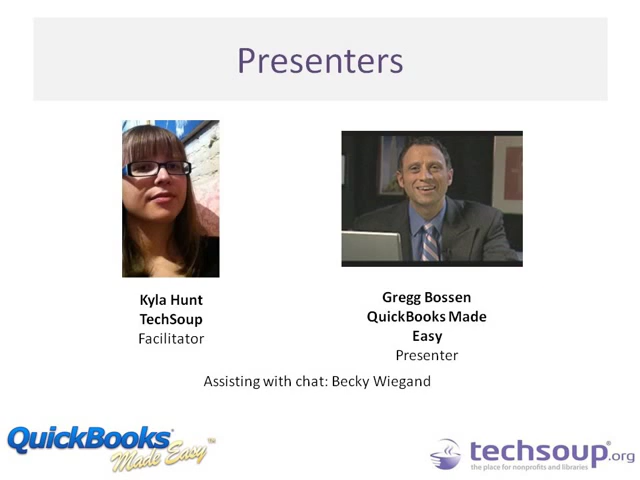 Presenters
Kyla Hunt
TechSoup
Facilitator
Gregg Bossen
QuickBooks Made
Easy
Presenter
Assisting with chat: Becky Wiegand
QuickBooks®
Made Easy™
techsoup®.org
the place for nonprofits and libraries